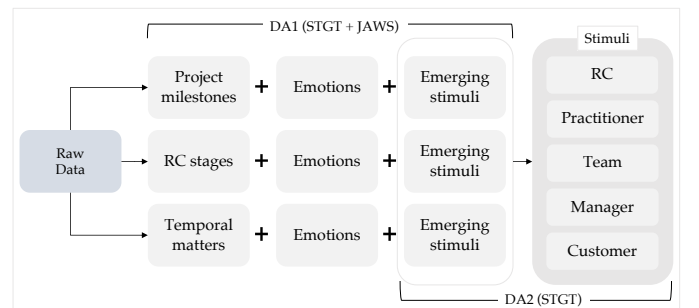 DA1 (STGT + JAWS)
Stimuli
Project
milestones
+
Emotions
+
Emerging
stimuli
RC
Practitioner
Raw
Data
RC stages
+
Emotions
+
Emerging
stimuli
Team
Manager
Temporal
matters
+
Emotions
+
Emerging
stimuli
Customer
DA2 (STGT)